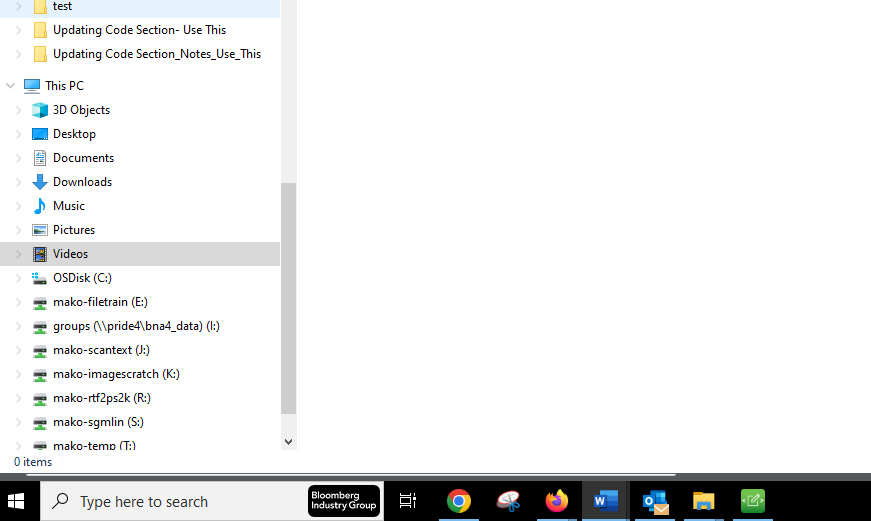 test
Updating Code Section- Use This
Updating Code Section_Notes_Use_This
This PC
3D Objects
Desktop
Documents
Downloads
Music
Pictures
Videos
OSDisk (C:)
mako-filetrain (E:)
groups (\\pride4\bna4_data) (I:)
mako-scantext (J:)
mako-imagescratch (K:)
mako-rtf2ps2k (R:)
mako-sgmlin (S:)
mako-temp (T:)
0 items
Type here to search
Bloomberg
Industry Group